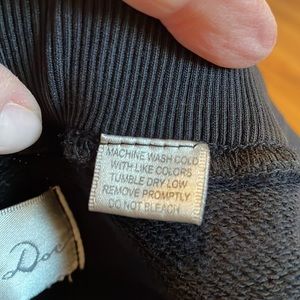 MACHINE WASH COLD
WITH LIKE COLORS
TUMBLE DRY LOW
REMOVE PROMPTLY
DO NOT BLEACH